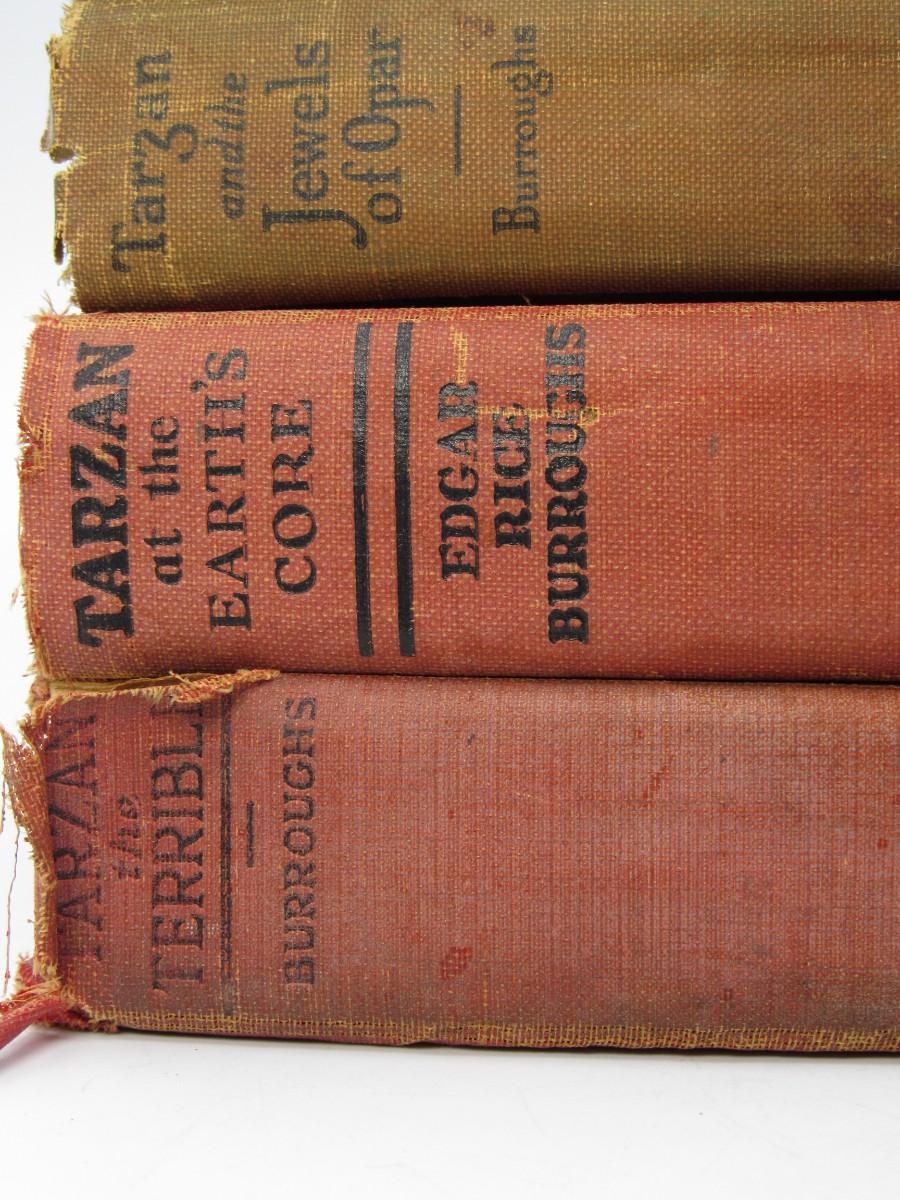 Tarzan
and the
Jewels
of Opar
Burroughs
TARZAN
at the
EARTH'S
CORE
EDGAR
RICE
BURROUGHS
TARZAN
the
TERRIBLE
BURROUGHS